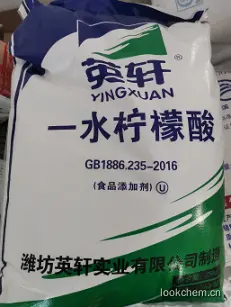 英轩
YINGXUAN
一水柠檬酸
GB1886.235-2016
(食品添加剂) U
潍坊英轩实业有限公司制造
lookchem.cn